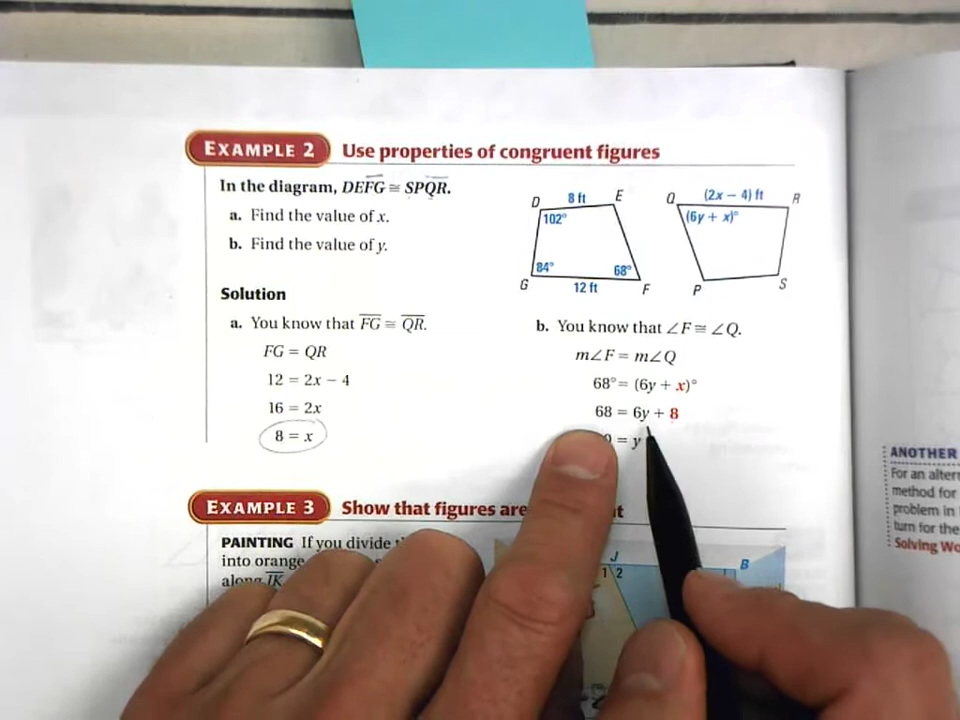 EXAMPLE 2 Use properties of congruent figures
In the diagram, DEFG ≅ SPQR.
a. Find the value of x.
b. Find the value of y.
D 8 ft E
102°
84° 68°
G 12 ft F
Q (2x − 4) ft R
(6y + x)°
P S
Solution
a. You know that FG ≅ QR.
FG = QR
12 = 2x − 4
16 = 2x
8 = x
b. You know that ∠F ≅ ∠Q.
m∠F = m∠Q
68° = (6y + x)°
68 = 6y + 8
= y
EXAMPLE 3 Show that figures are
PAINTING If you divide
into orange
along JK
J B
1 2
ANOTHER
For an
method for
problem in
turn for the
Solving